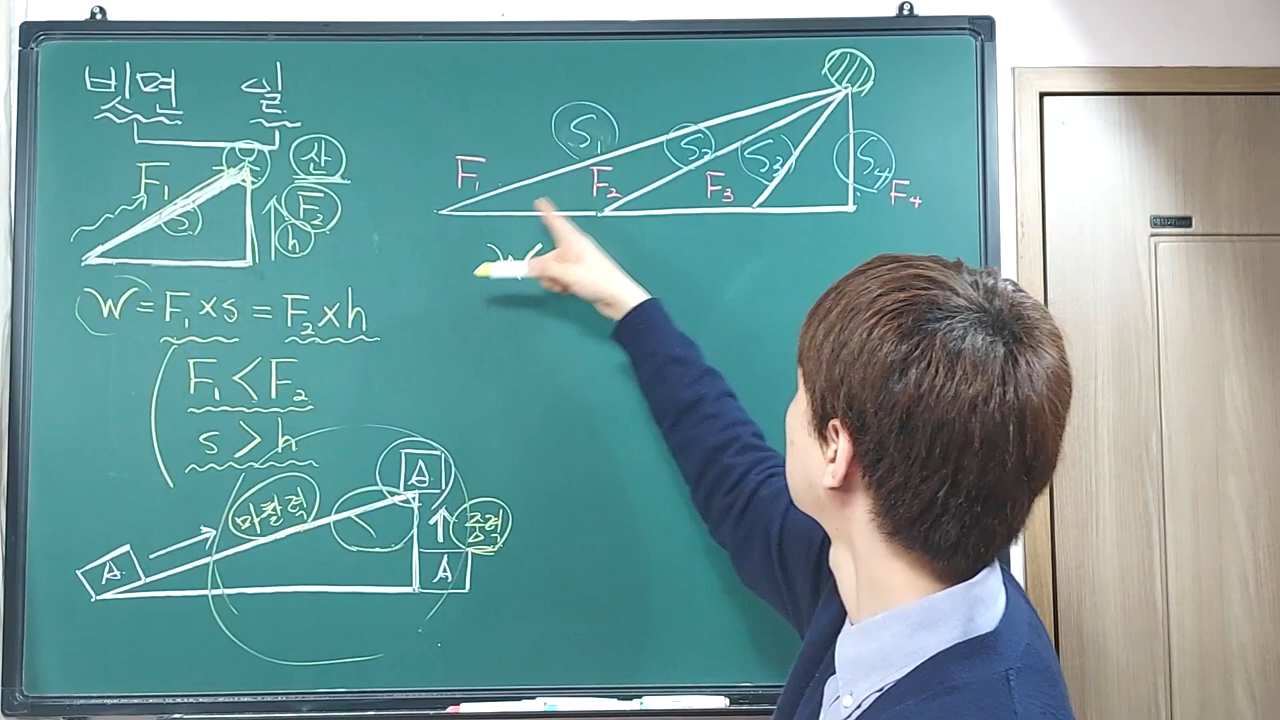 빗면 일
F₁ s 산 F₂ h
W = F₁ × s = F₂ × h
F₁ < F₂
s > h
A 마찰력 A 중력 A
F₁ S₁ F₂ S₂ F₃ S₃ S₄ F₄
W